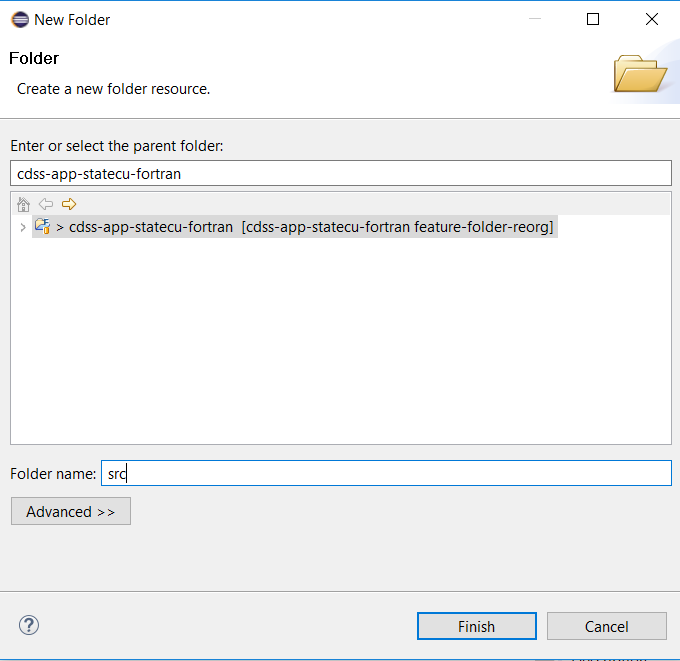 New Folder
Folder
Create a new folder resource.
Enter or select the parent folder:
cdss-app-statecu-fortran
> cdss-app-statecu-fortran [cdss-app-statecu-fortran feature-folder-reorg]
Folder name: src
Advanced >>
? Finish Cancel